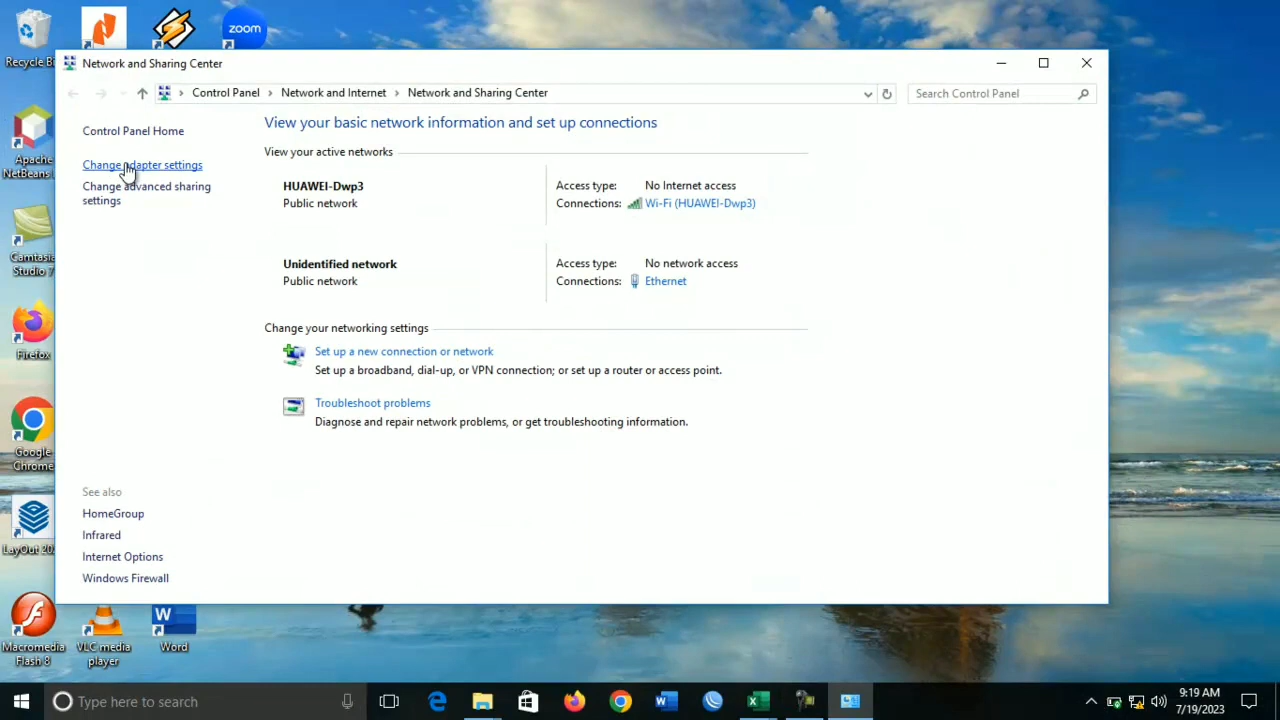 zoom
Recycle Bi
Network and Sharing Center
Control Panel
Network and Internet
Network and Sharing Center
Search Control Panel
Apache
NetBeans
Camtasia
Studio 7
Firefox
Google
Chrome
LayOut 20
Macromedia
Flash 8
VLC media
player
Word
Control Panel Home
Change adapter settings
Change advanced sharing
settings
See also
HomeGroup
Infrared
Internet Options
Windows Firewall
View your basic network information and set up connections
View your active networks
HUAWEI-Dwp3
Public network
Access type: No Internet access
Connections: Wi-Fi (HUAWEI-Dwp3)
Unidentified network
Public network
Access type: No network access
Connections: Ethernet
Change your networking settings
Set up a new connection or network
Set up a broadband, dial-up, or VPN connection; or set up a router or access point.
Troubleshoot problems
Diagnose and repair network problems, or get troubleshooting information.
Type here to search
9:19 AM
7/19/2023